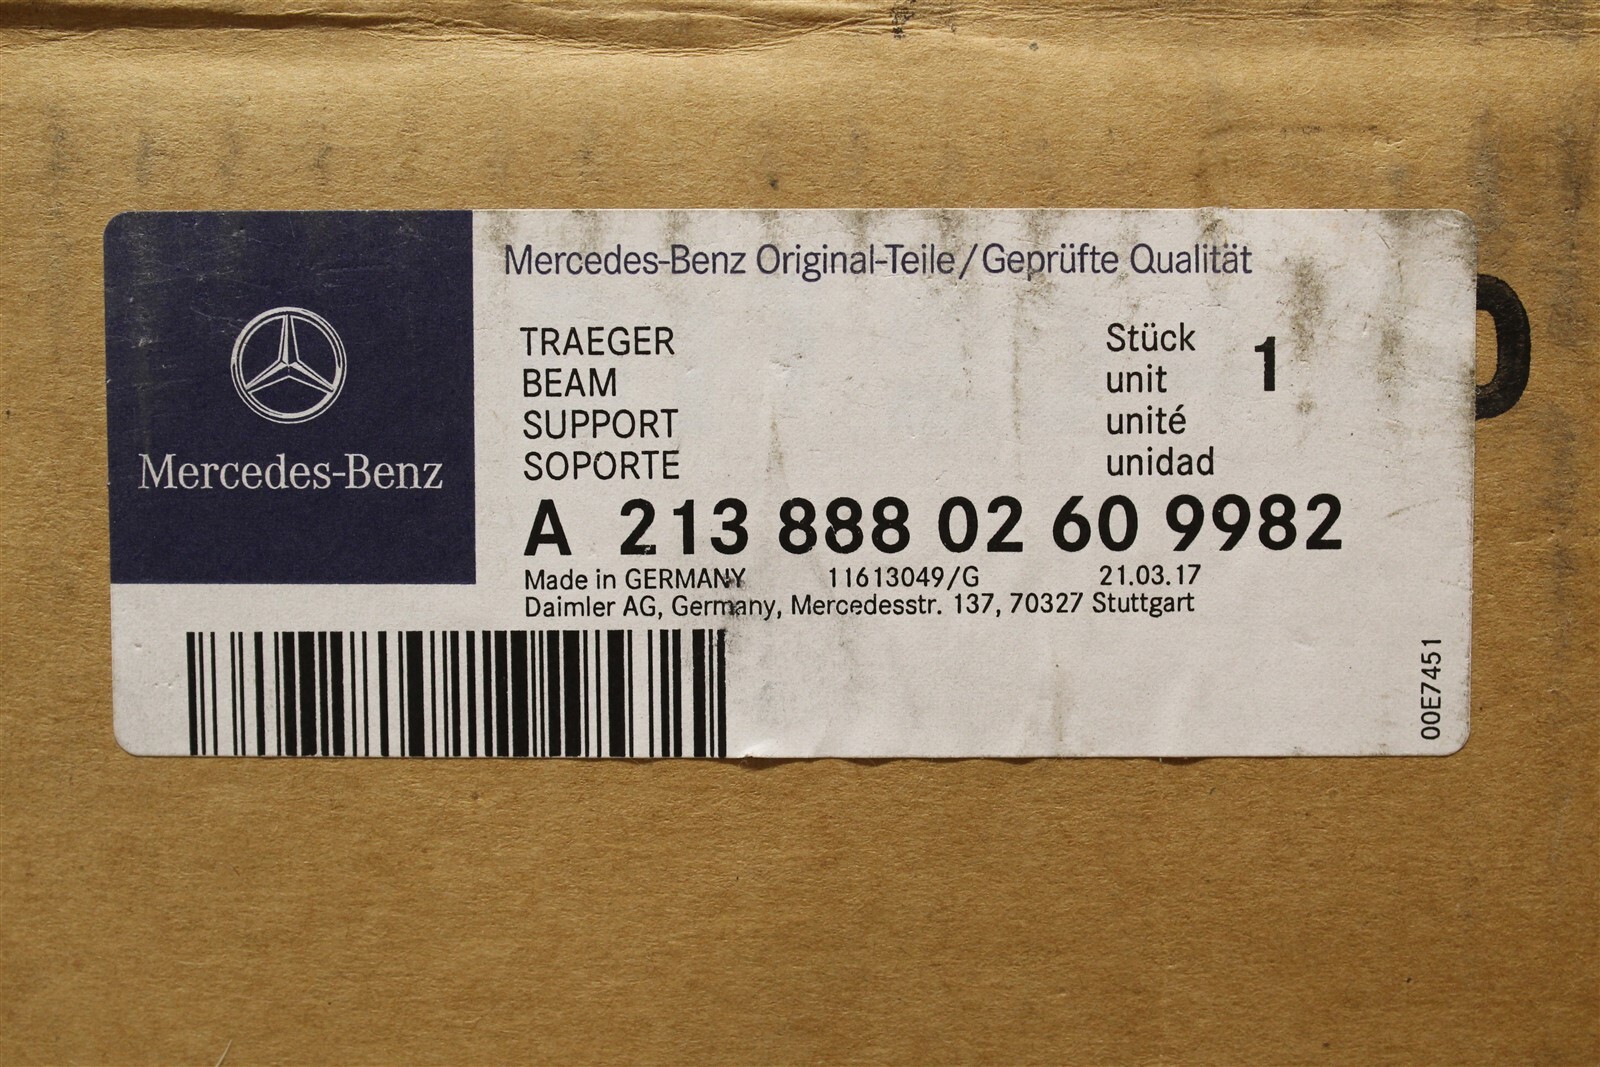 Mercedes-Benz
Mercedes-Benz Original-Teile/Geprüfte Qualität
TRAEGER
BEAM
SUPPORT
SOPORTE
Stück
unit
unité
unidad
1
A 213 888 02 60 9982
Made in GERMANY 11613049/G 21.03.17
Daimler AG, Germany, Mercedesstr. 137, 70327 Stuttgart
00E7451